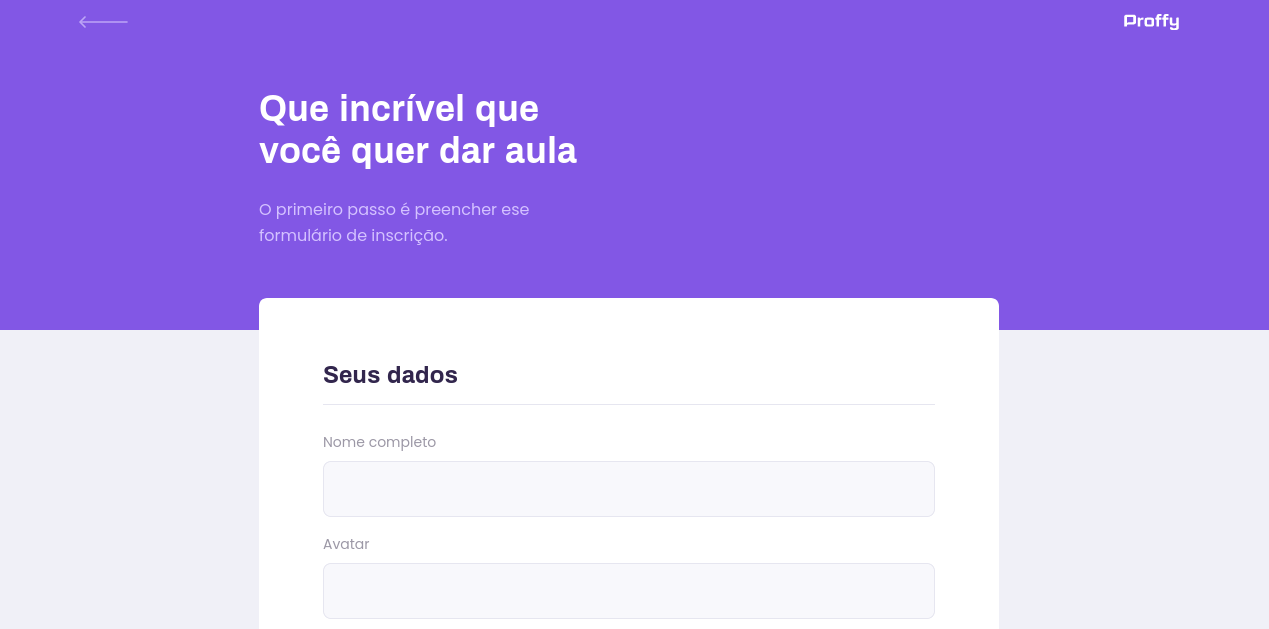 Proffy
Que incrível que
você quer dar aula
O primeiro passo é preencher ese
formulário de inscrição.
Seus dados
Nome completo
Avatar